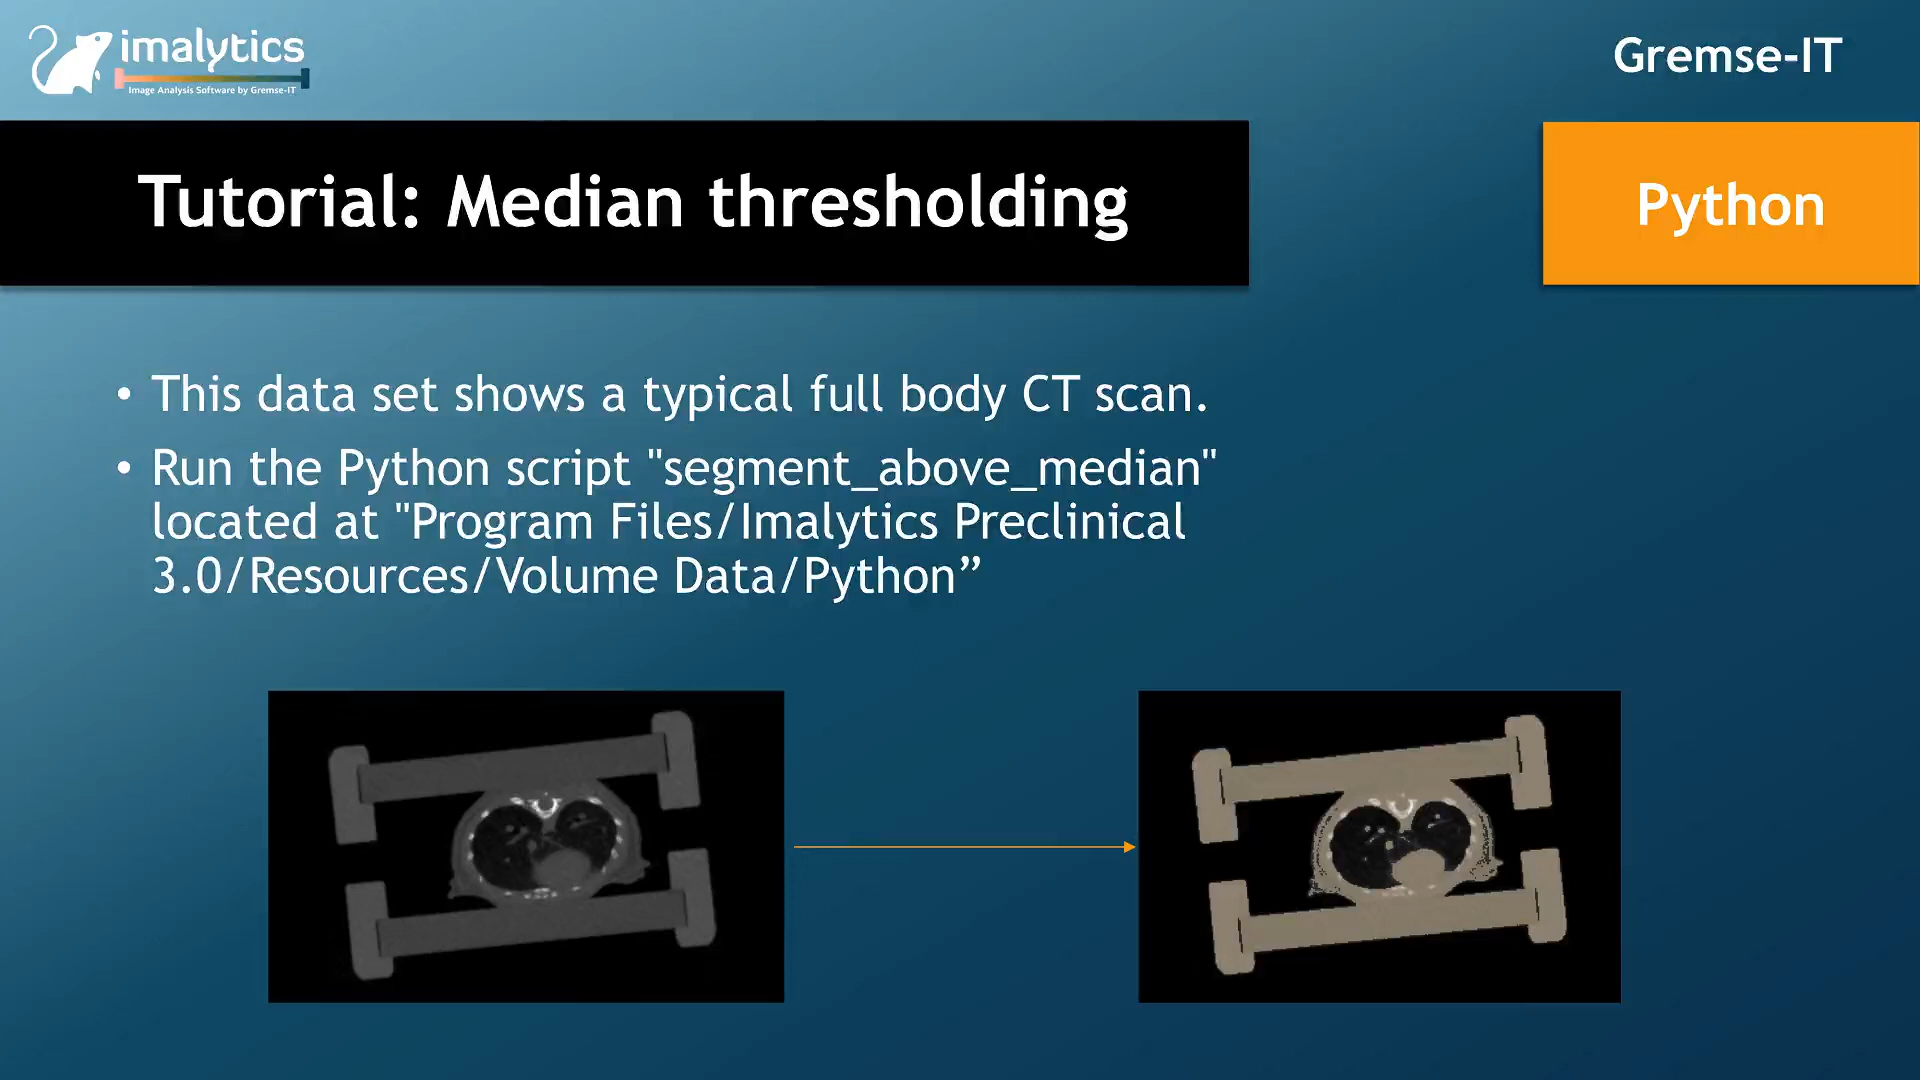 imalytics
Image Analysis Software by Gremse-IT
Gremse-IT
Tutorial: Median thresholding
Python
• This data set shows a typical full body CT scan.
• Run the Python script "segment_above_median"
located at "Program Files/Imalytics Preclinical
3.0/Resources/Volume Data/Python”